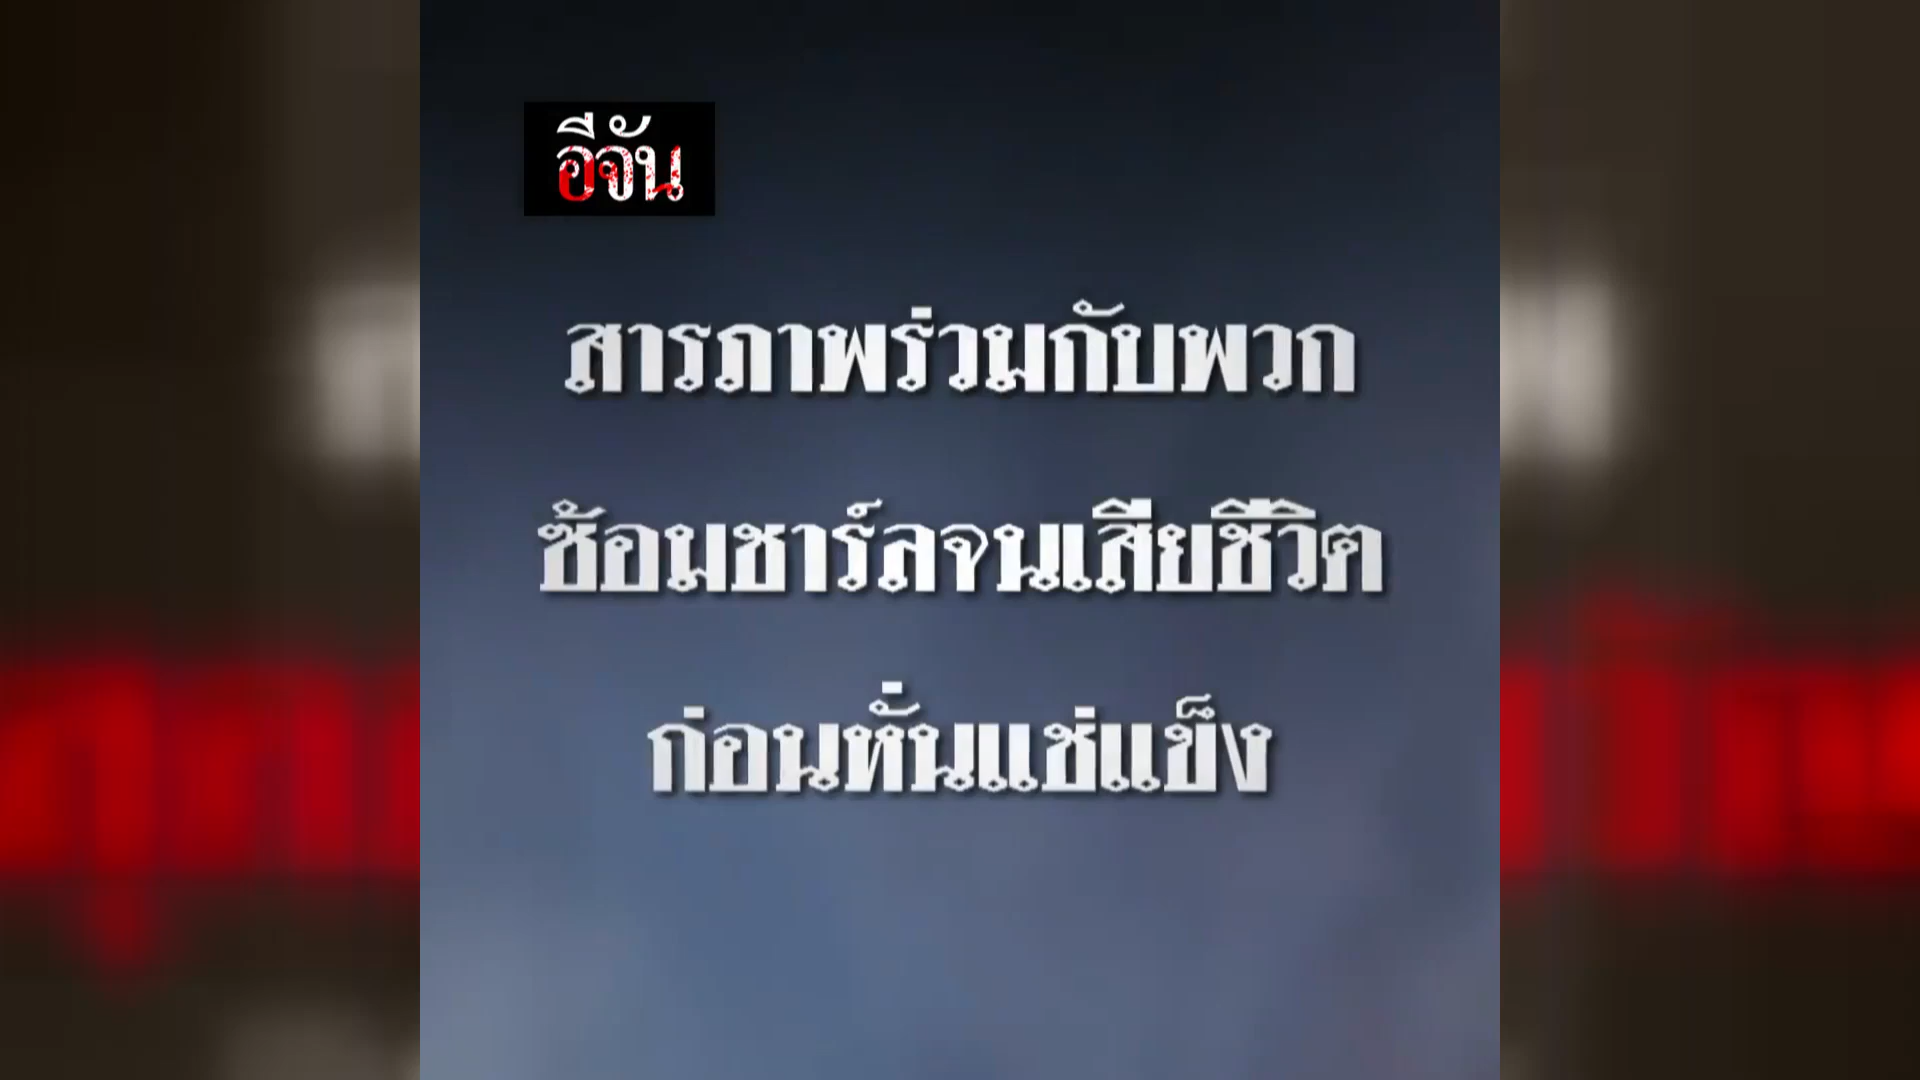 อีจัน
สารภาพร่วมกับพวก
ซ้อมชาร์ลจนเสียชีวิต
ก่อนหั่นแช่แข็ง